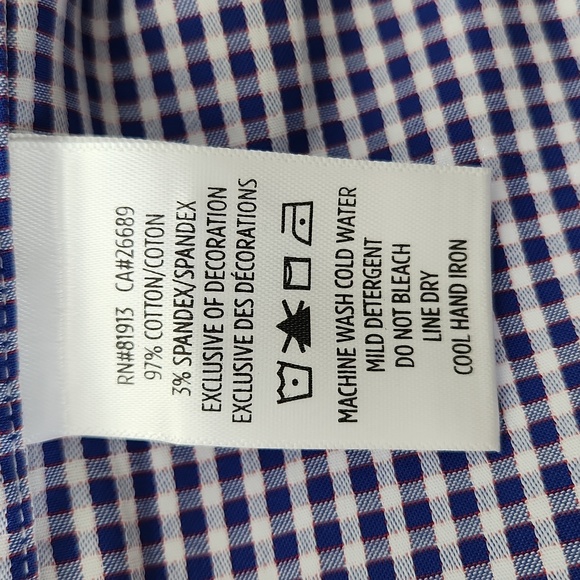 RN#81913 CA#26689
97% COTTON/COTON
3% SPANDEX/SPANDEX
EXCLUSIVE OF DECORATION
EXCLUSIVE DES DÉCORATIONS
MACHINE WASH COLD WATER
MILD DETERGENT
DO NOT BLEACH
LINE DRY
COOL HAND IRON